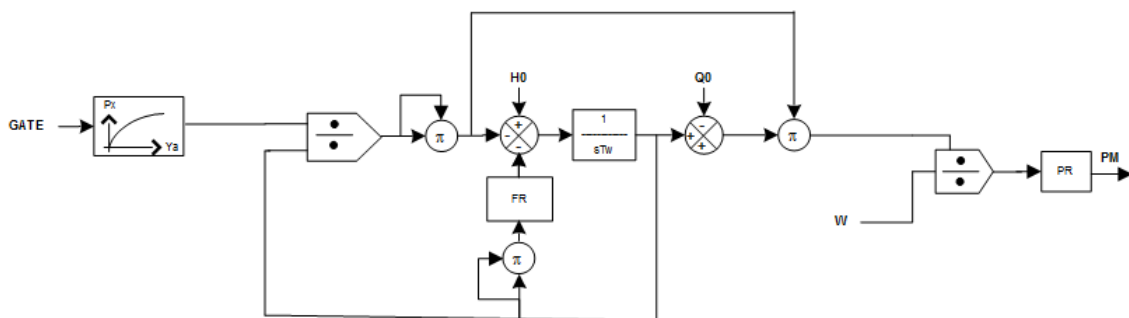 GATE
Px
Ya
÷
÷
π
H0
+
-
-
1
sTw
FR
π
Q0
-
+
+
π
W
÷
÷
PR
PM